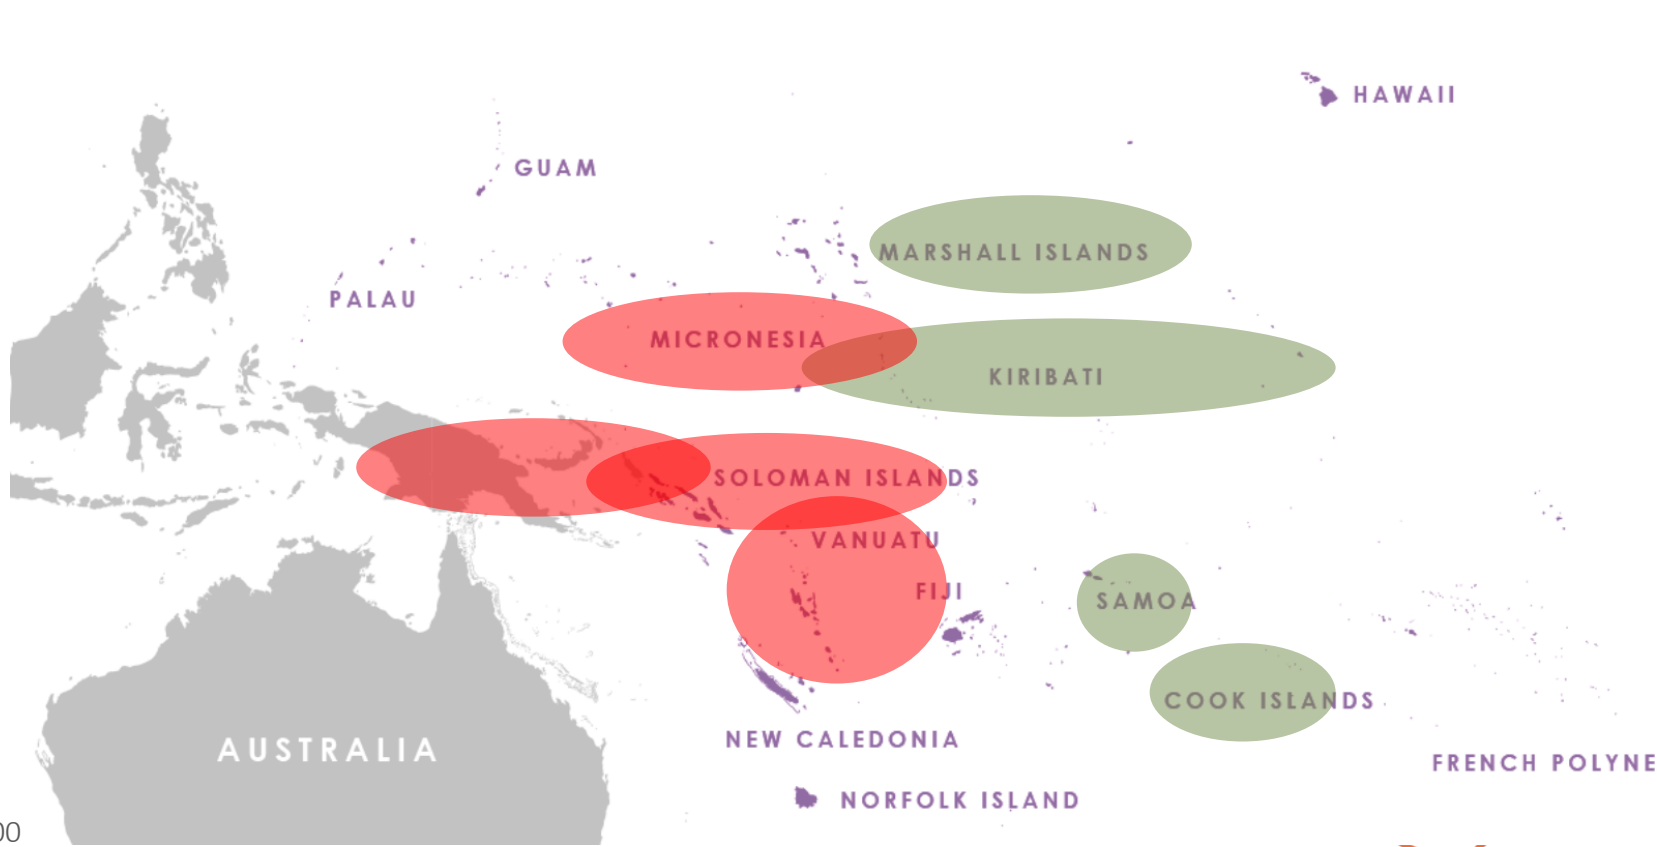 HAWAII
GUAM
MARSHALL ISLANDS
PALAU
MICRONESIA
KIRIBATI
SOLOMAN ISLANDS
VANUATU
FIJI
SAMOA
COOK ISLANDS
NEW CALEDONIA
AUSTRALIA
FRENCH POLYNE
NORFOLK ISLAND
00